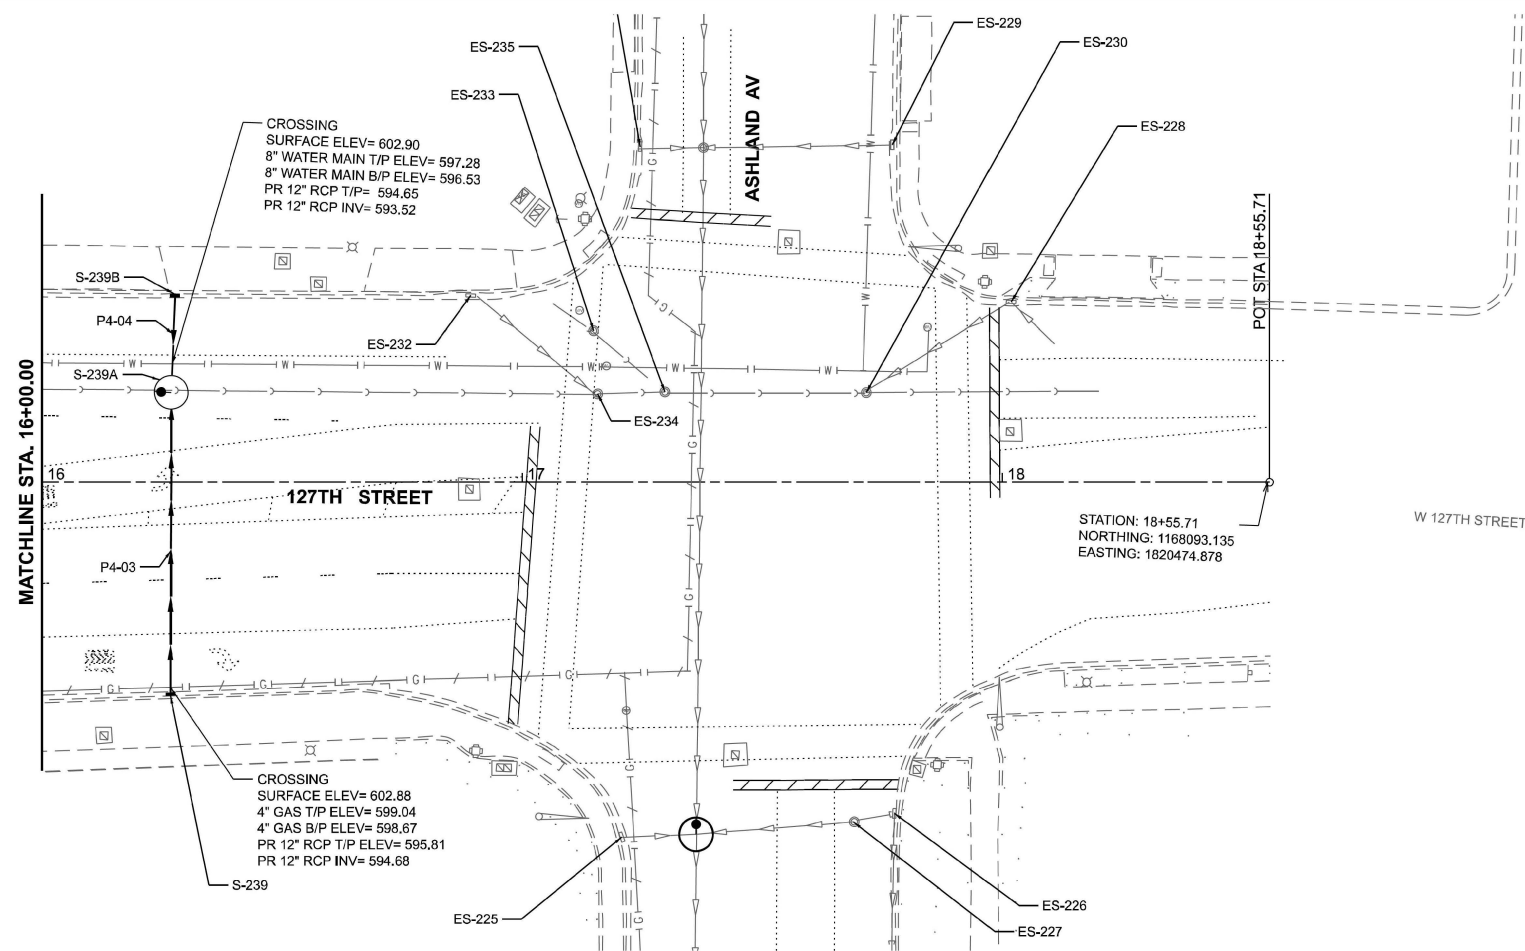 ES-229
ES-235
ES-230
ES-233
ASHLAND AV
CROSSING
SURFACE ELEV= 602.90
8" WATER MAIN T/P ELEV= 597.28
8" WATER MAIN B/P ELEV= 596.53
PR 12" RCP T/P= 594.65
PR 12" RCP INV= 593.52
ES-228
POT STA 18+55.71
S-239B
P4-04
ES-232
S-239A
MATCHLINE STA. 16+00.00
ES-234
16
17
18
127TH STREET
STATION: 18+55.71
NORTHING: 1168093.135
EASTING: 1820474.878
W 127TH STREET
P4-03
CROSSING
SURFACE ELEV= 602.88
4" GAS T/P ELEV= 599.04
4" GAS B/P ELEV= 598.67
PR 12" RCP T/P ELEV= 595.81
PR 12" RCP INV= 594.68
S-239
ES-225
ES-226
ES-227
W
W
W
W
W
W
G
G
G
G
G
G
G
G
G
G